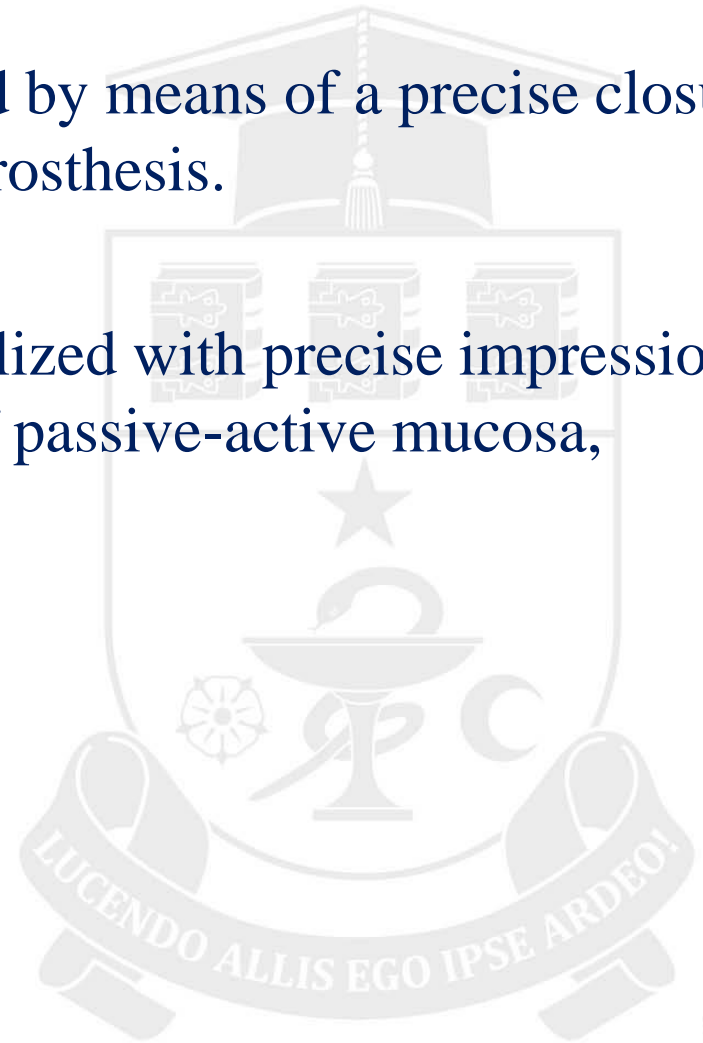 d by means of a precise closu
rosthesis.
lized with precise impressio
passive-active mucosa,
LUCENDO ALLIS EGO IPSE ARDEO!